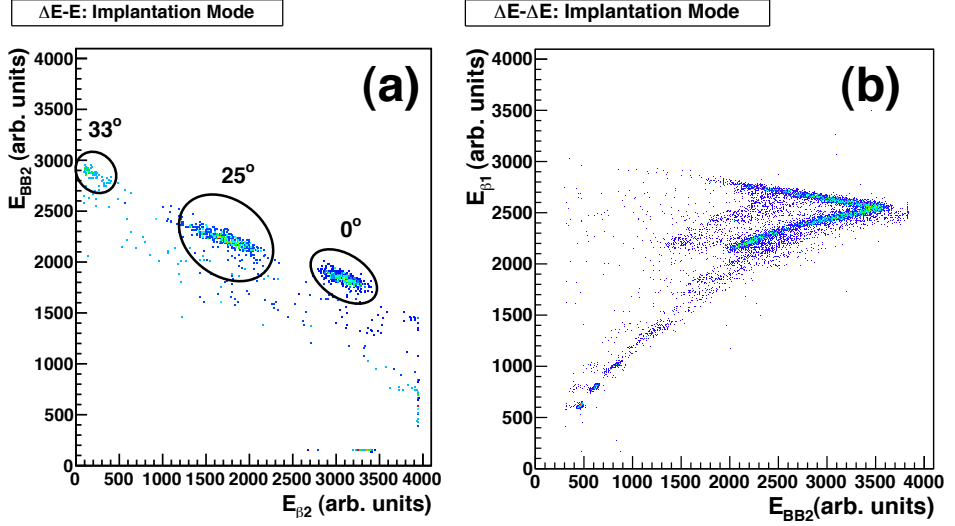 ΔE-E: Implantation Mode
E_BB2 (arb. units)
4000
3500
3000
2500
2000
1500
1000
500
0
(a)
33°
25°
0°
0 500 1000 1500 2000 2500 3000 3500 4000
E_β2 (arb. units)
ΔE-ΔE: Implantation Mode
E_β1 (arb. units)
4000
3500
3000
2500
2000
1500
1000
500
0
(b)
0 500 1000 1500 2000 2500 3000 3500 4000
E_BB2(arb. units)